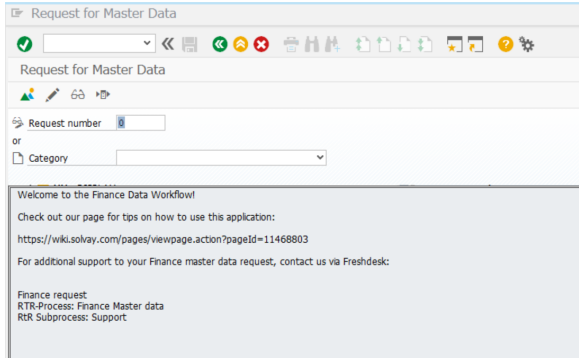 Request for Master Data
Request for Master Data
Request number 0
or
Category
Welcome to the Finance Data Workflow!
Check out our page for tips on how to use this application:
https://wiki.solvay.com/pages/viewpage.action?pageId=11468803
For additional support to your Finance master data request, contact us via Freshdesk:
Finance request
RTR-Process: Finance Master data
RtR Subprocess: Support